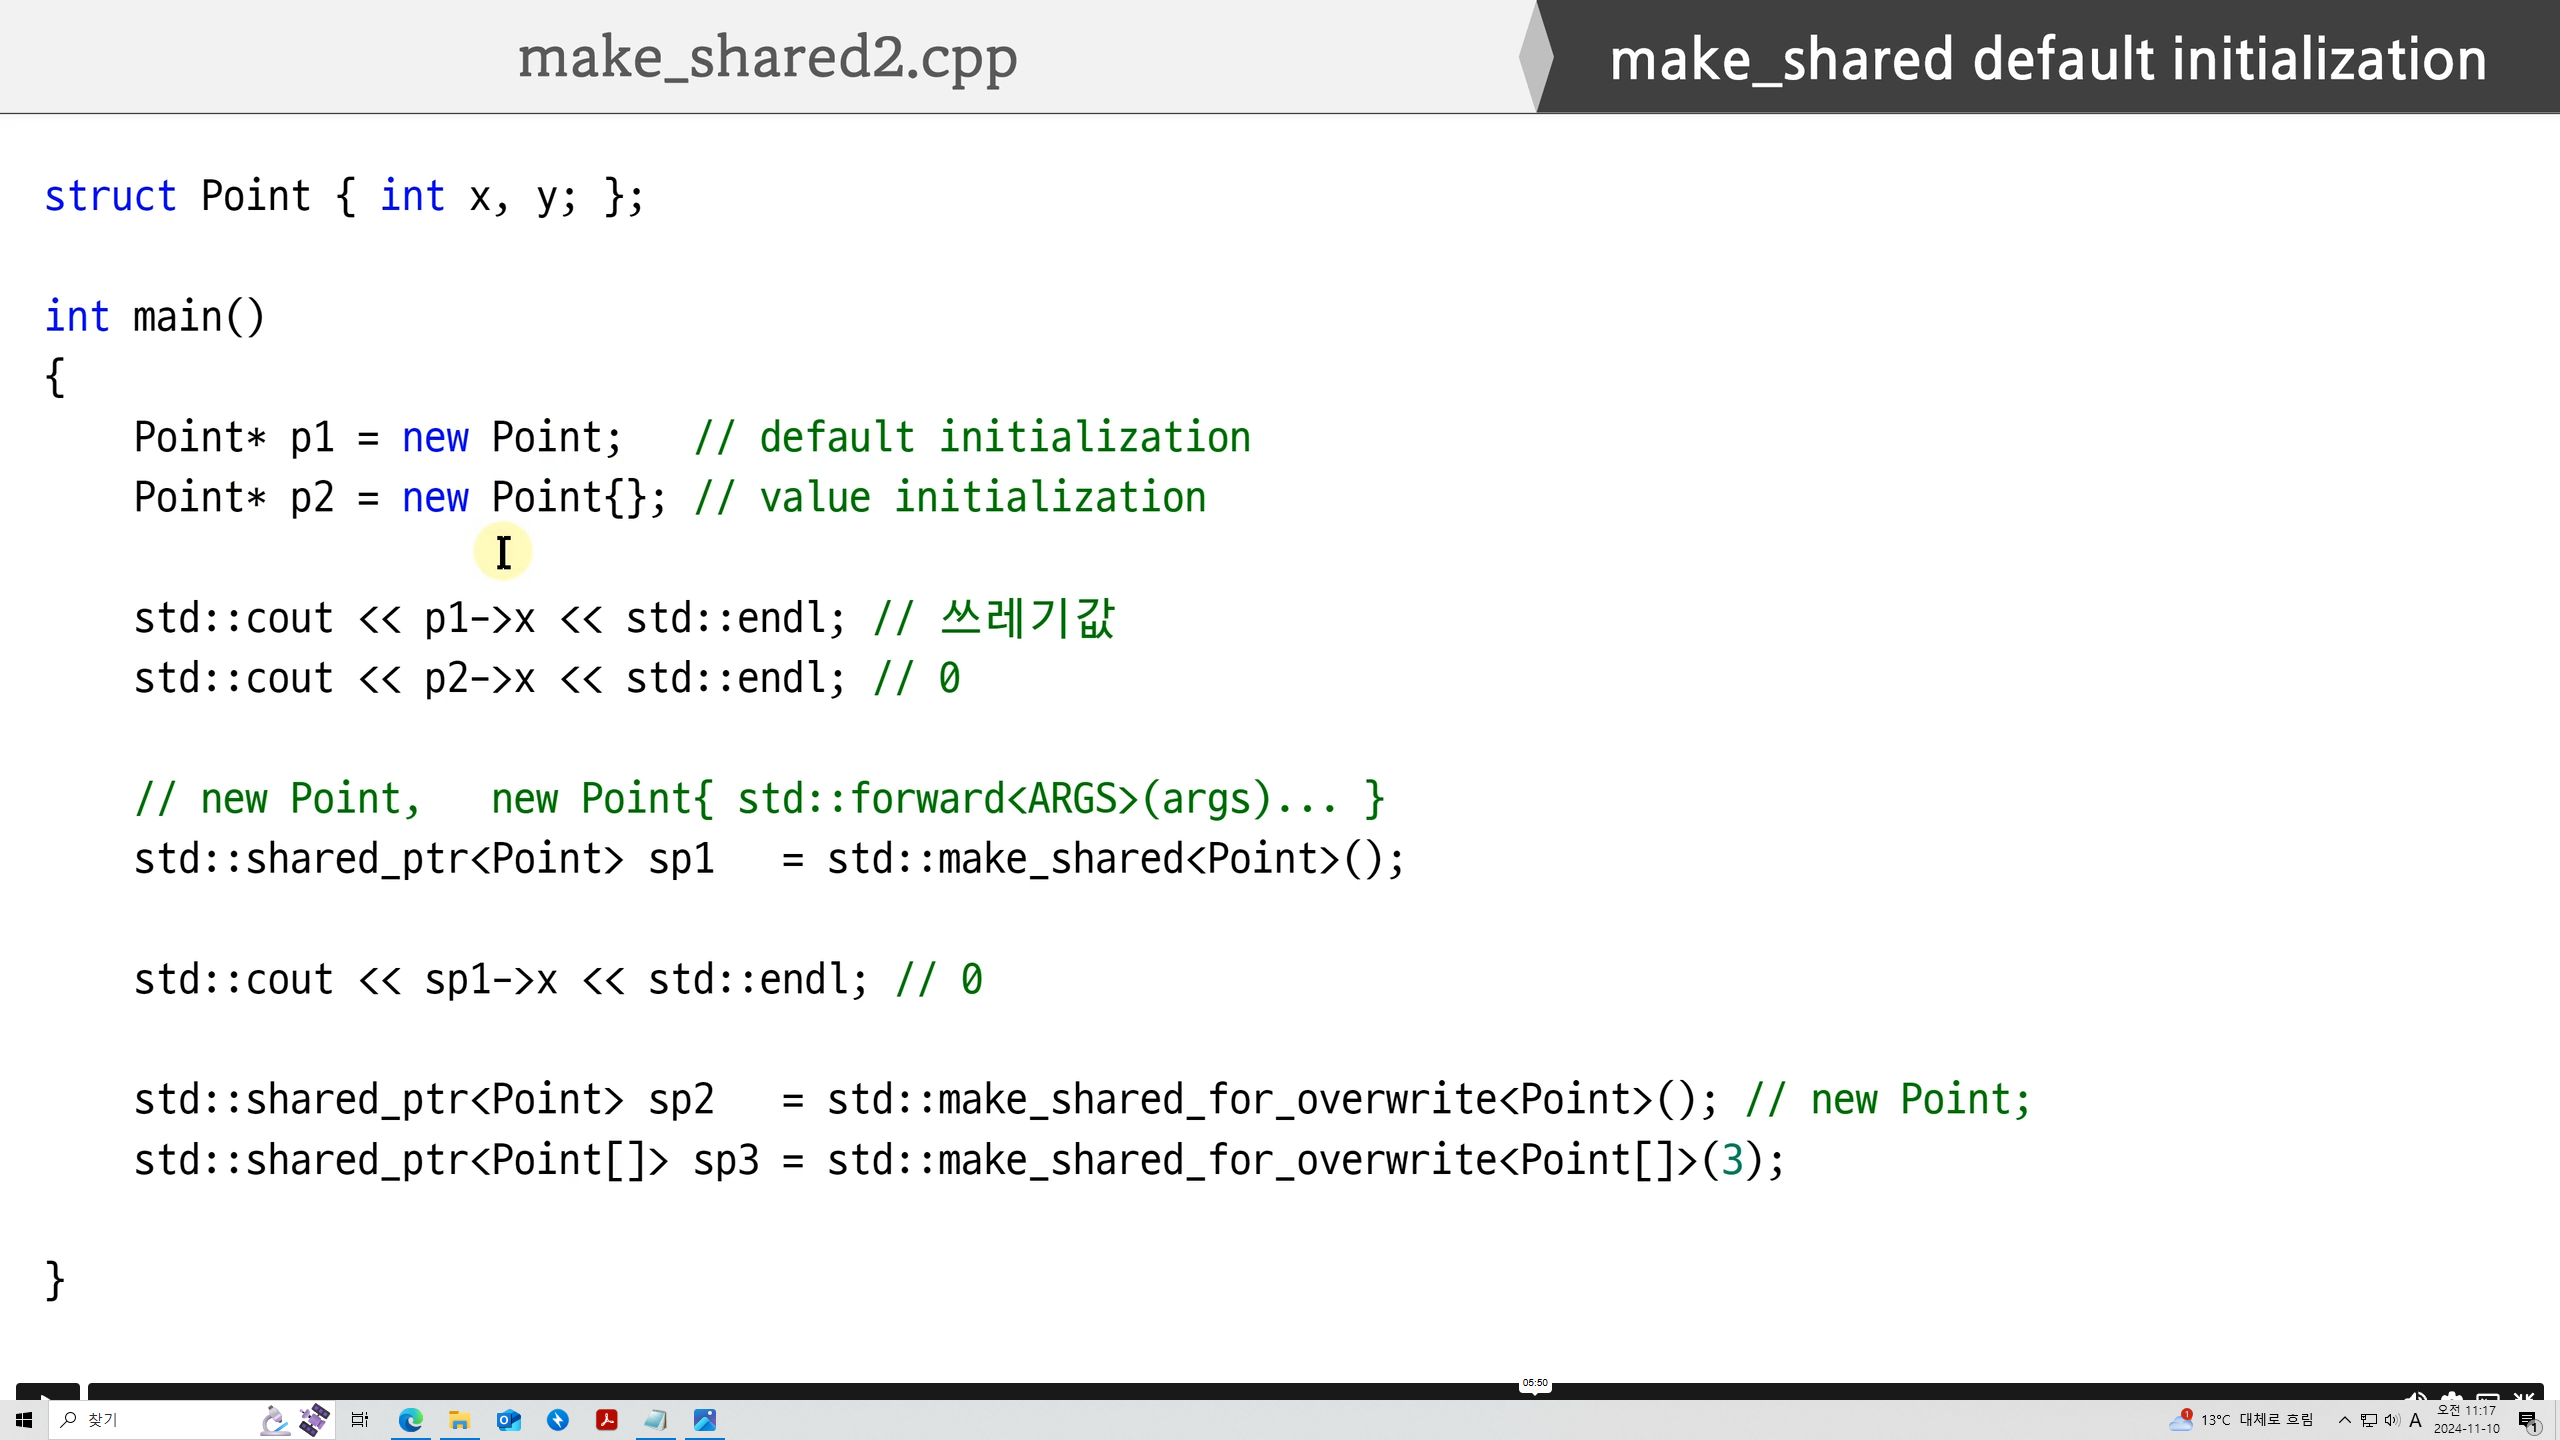 make_shared2.cpp
make_shared default initialization
struct Point { int x, y; };
int main()
{
    Point* p1 = new Point;   // default initialization
    Point* p2 = new Point{}; // value initialization
    std::cout << p1->x << std::endl; // 쓰레기값
    std::cout << p2->x << std::endl; // 0
    // new Point,   new Point{ std::forward<ARGS>(args)... }
    std::shared_ptr<Point> sp1   = std::make_shared<Point>();
    std::cout << sp1->x << std::endl; // 0
    std::shared_ptr<Point> sp2   = std::make_shared_for_overwrite<Point>(); // new Point;
    std::shared_ptr<Point[]> sp3 = std::make_shared_for_overwrite<Point[]>(3);
}
05:50
찾기
1
13°C 대체로 흐림
A
오전 11:17
2024-11-10
1